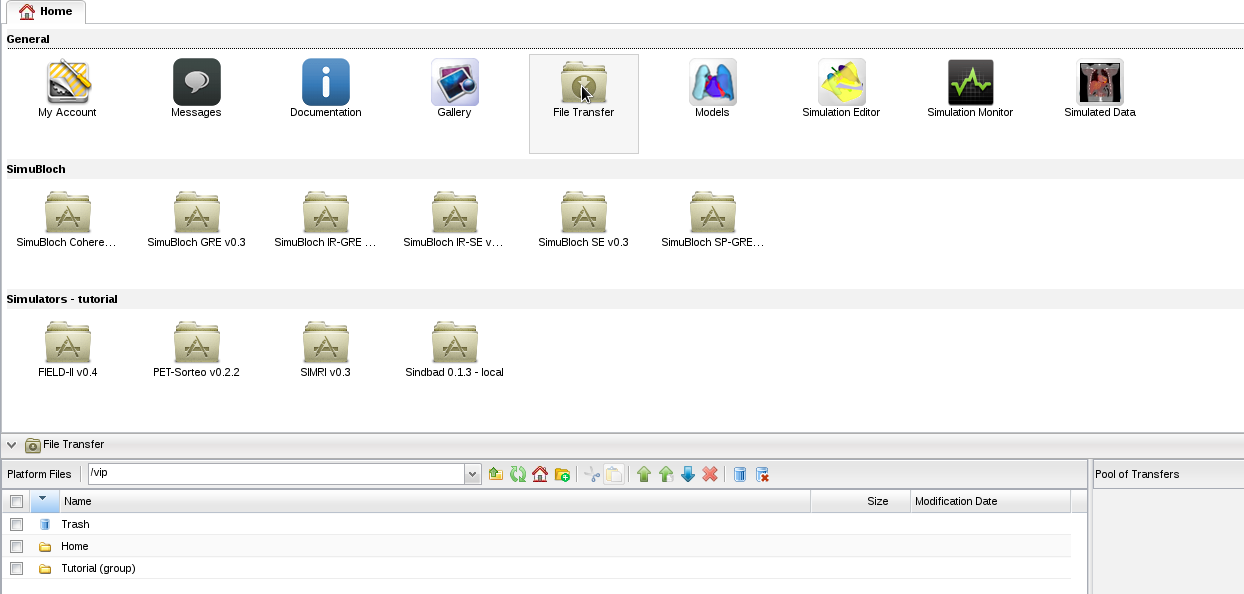 Home
General
My Account Messages Documentation Gallery File Transfer Models Simulation Editor Simulation Monitor Simulated Data
SimuBloch
SimuBloch Cohere... SimuBloch GRE v0.3 SimuBloch IR-GRE ... SimuBloch IR-SE v... SimuBloch SE v0.3 SimuBloch SP-GRE...
Simulators - tutorial
FIELD-II v0.4 PET-Sorteo v0.2.2 SIMRI v0.3 Sindbad 0.1.3 - local
File Transfer
Platform Files /vip Pool of Transfers
Name Size Modification Date
Trash
Home
Tutorial (group)